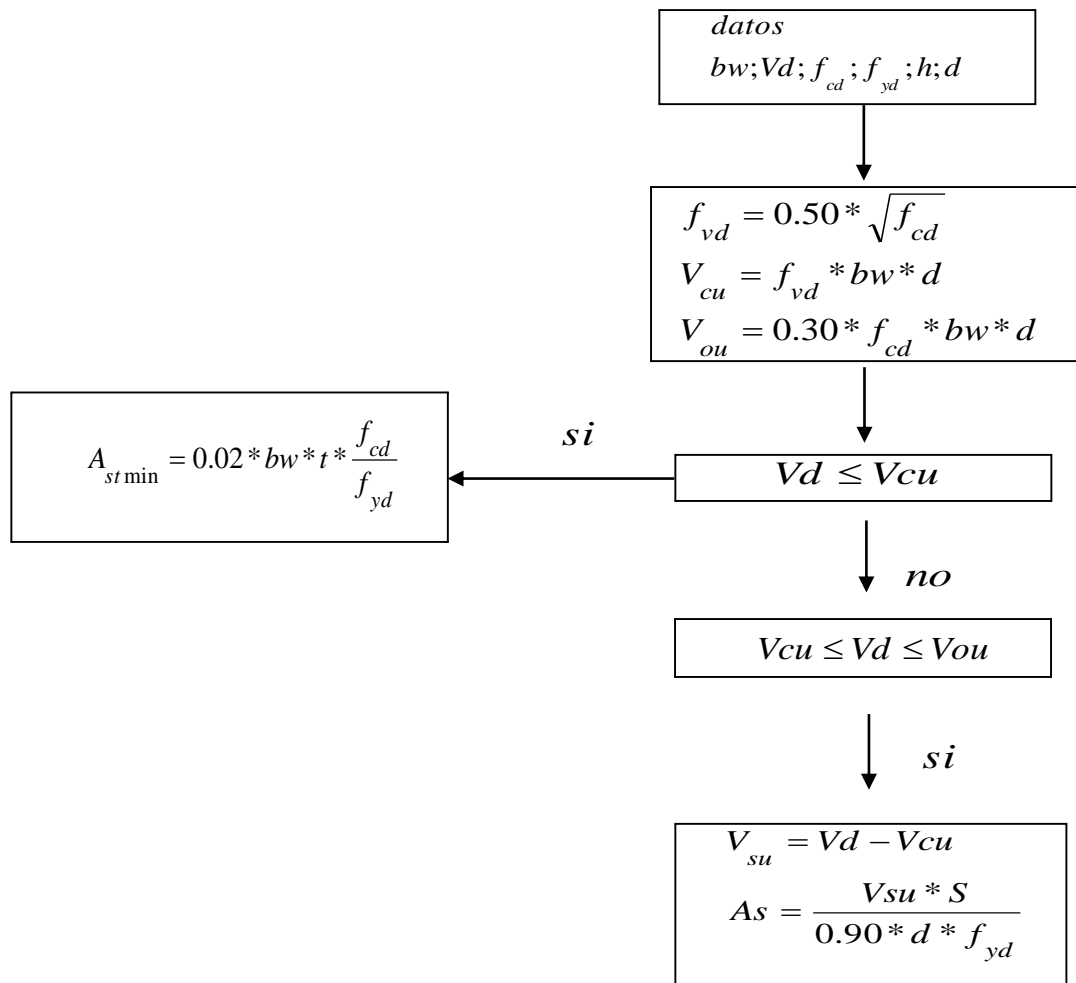 datos
bw;Vd;f_cd;f_yd;h;d
f_vd = 0.50*√f_cd
V_cu = f_vd*bw*d
V_ou = 0.30*f_cd*bw*d
si
A_st min = 0.02*bw*t*f_cd/f_yd
Vd ≤ Vcu
no
Vcu ≤ Vd ≤ Vou
si
V_su = Vd − Vcu
As = Vsu*S/0.90*d*f_yd